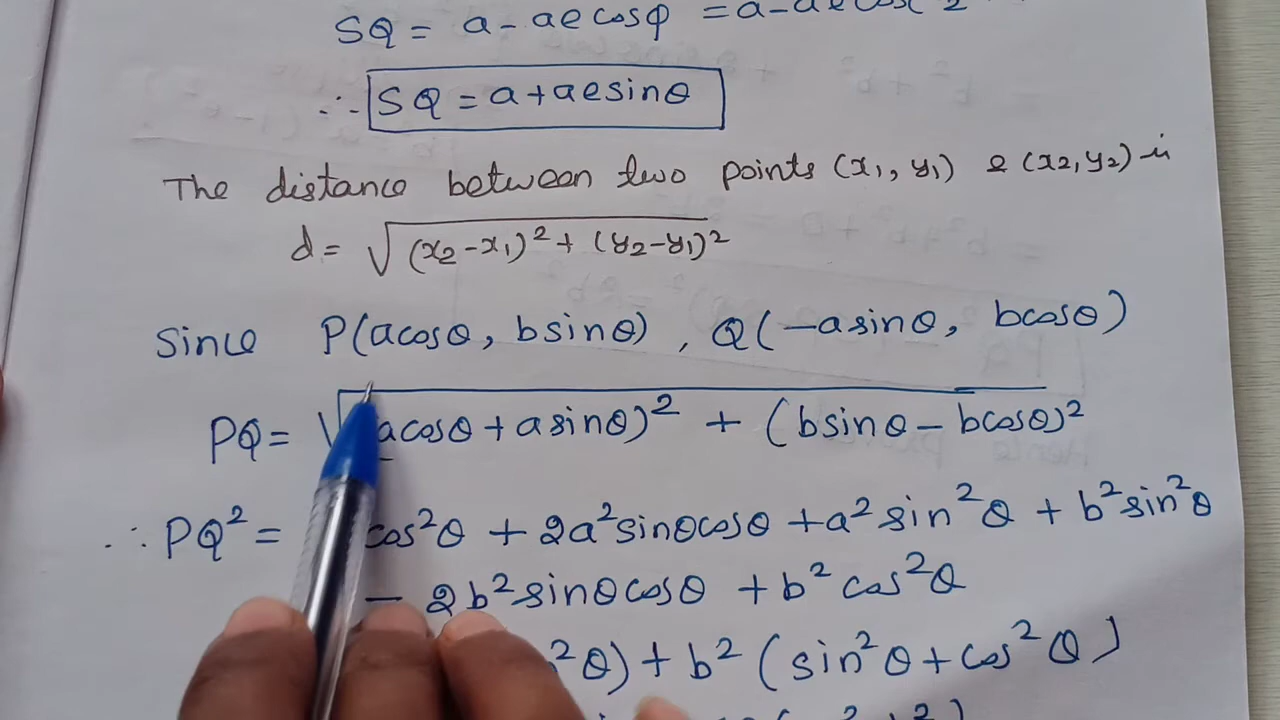 SQ = a - ae cosφ = a - ae cos(
∴ SQ = a + aesinθ
The distance between two points (x₁, y₁) & (x₂, y₂) is
d = √(x₂-x₁)² + (y₂-y₁)²
Since P(acosθ, bsinθ), Q(-asinθ, bcosθ)
PQ = √acosθ + asinθ)² + (bsinθ - bcosθ)²
∴ PQ² = cos²θ + 2a²sinθcosθ + a²sin²θ + b²sin²θ
- 2b²sinθcosθ + b²cos²θ
²θ) + b² (sin²θ + cos²θ)